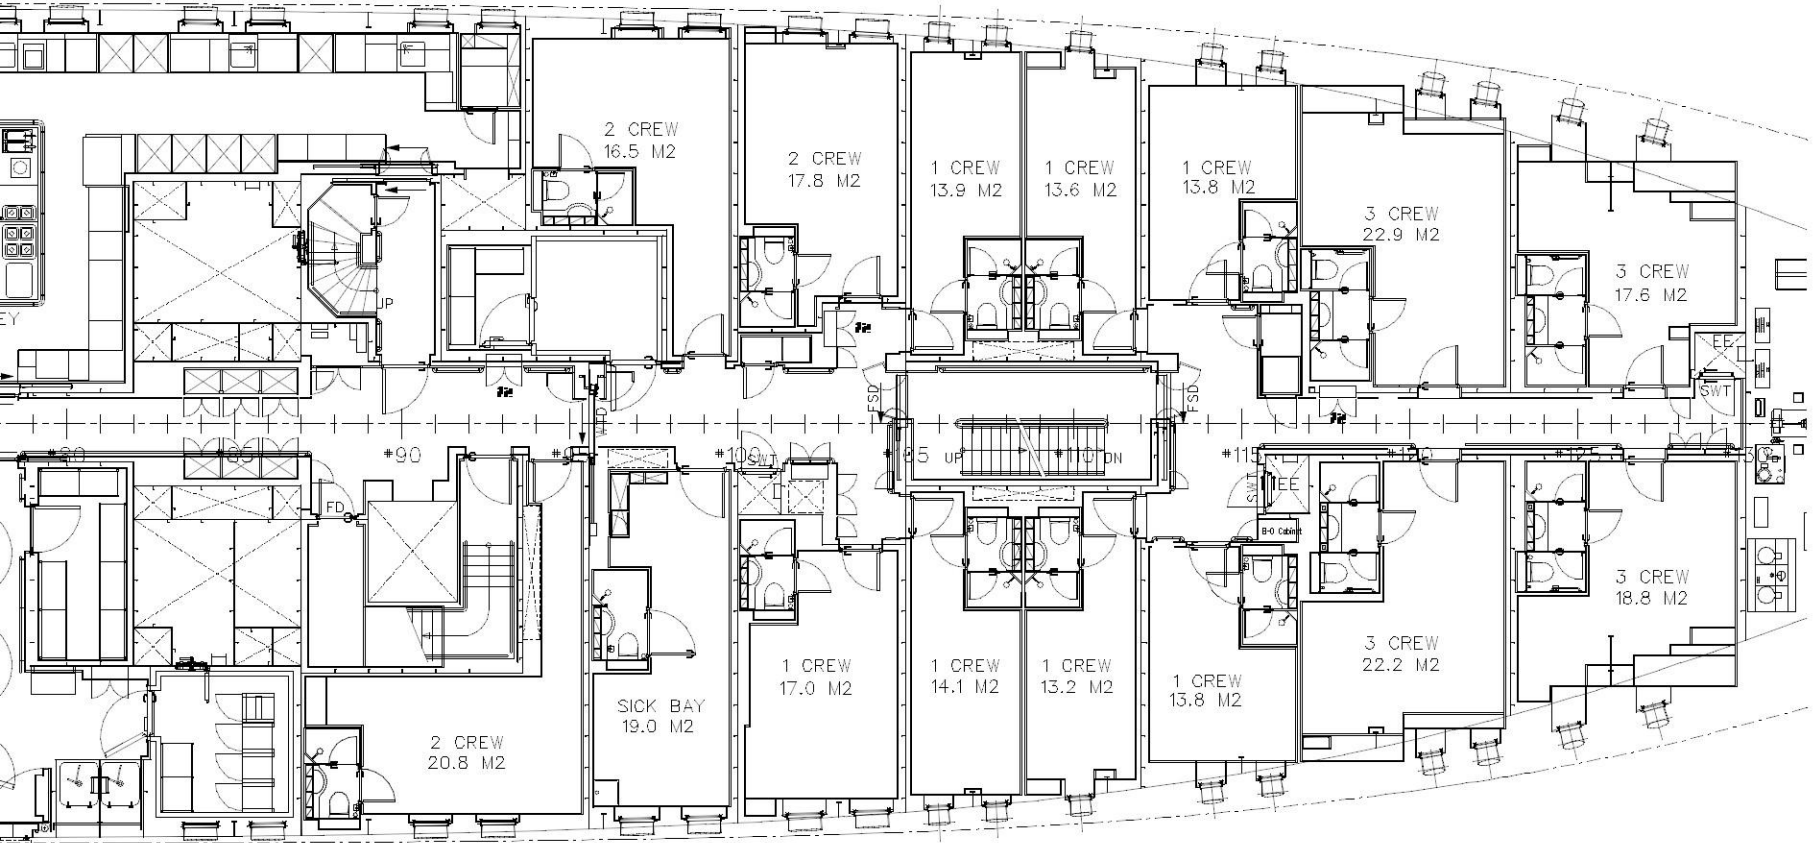 2 CREW
16.5 M2
2 CREW
17.8 M2
1 CREW
13.9 M2
1 CREW
13.6 M2
1 CREW
13.8 M2
3 CREW
22.9 M2
3 CREW
17.6 M2
UP
EY
EE
SWT
FSD
FSD
WTD
#90
SWT
UP
DN
SWT
EE
B-O Cabinet
FD
3 CREW
18.8 M2
3 CREW
22.2 M2
1 CREW
17.0 M2
1 CREW
14.1 M2
1 CREW
13.2 M2
1 CREW
13.8 M2
SICK BAY
19.0 M2
2 CREW
20.8 M2